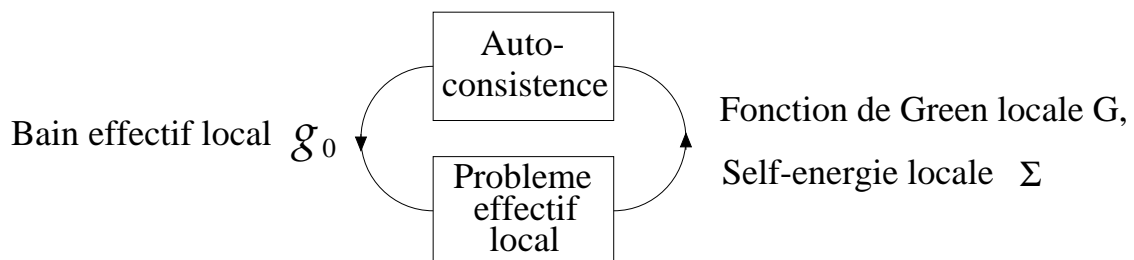 Auto-
consistence
Bain effectif local g0
Fonction de Green locale G,
Self-energie locale Σ
Probleme
effectif
local